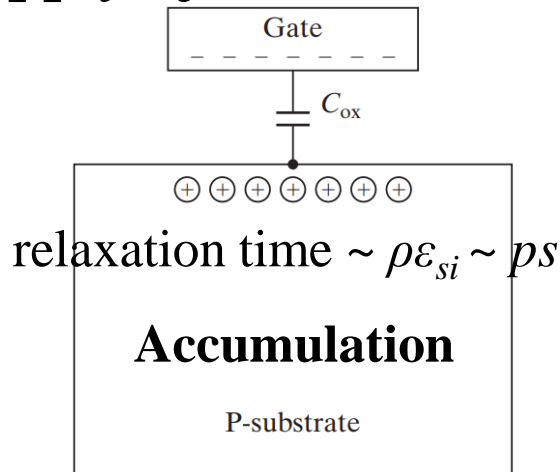 Gate
− − − − − − −
C_ox
+ + + + + + +
relaxation time ~ ρε_si ~ ps
Accumulation
P-substrate